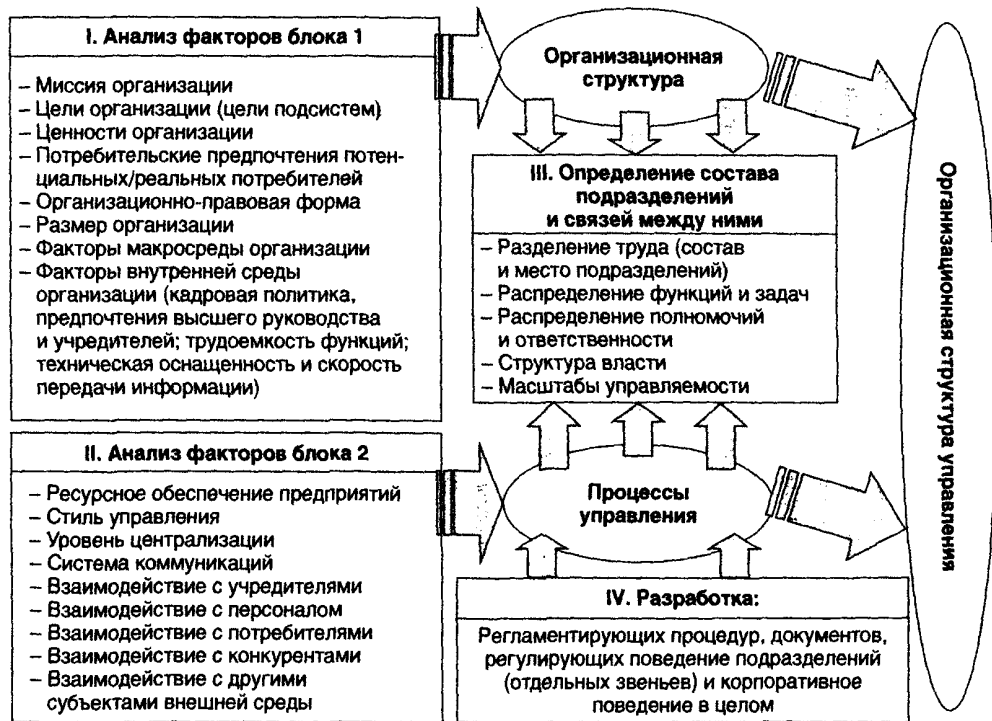 I. Анализ факторов блока 1
– Миссия организации
– Цели организации (цели подсистем)
– Ценности организации
– Потребительские предпочтения потен-
циальных/реальных потребителей
– Организационно-правовая форма
– Размер организации
– Факторы макросреды организации
– Факторы внутренней среды
организации (кадровая политика,
предпочтения высшего руководства
и учредителей; трудоемкость функций;
техническая оснащенность и скорость
передачи информации)
Организационная
структура
III. Определение состава
подразделений
и связей между ними
– Разделение труда (состав
и место подразделений)
– Распределение функций и задач
– Распределение полномочий
и ответственности
– Структура власти
– Масштабы управляемости
II. Анализ факторов блока 2
– Ресурсное обеспечение предприятий
– Стиль управления
– Уровень централизации
– Система коммуникаций
– Взаимодействие с учредителями
– Взаимодействие с персоналом
– Взаимодействие с потребителями
– Взаимодействие с конкурентами
– Взаимодействие с другими
субъектами внешней среды
Процессы
управления
IV. Разработка:
Регламентирующих процедур, документов,
регулирующих поведение подразделений
(отдельных звеньев) и корпоративное
поведение в целом
Организационная структура управления